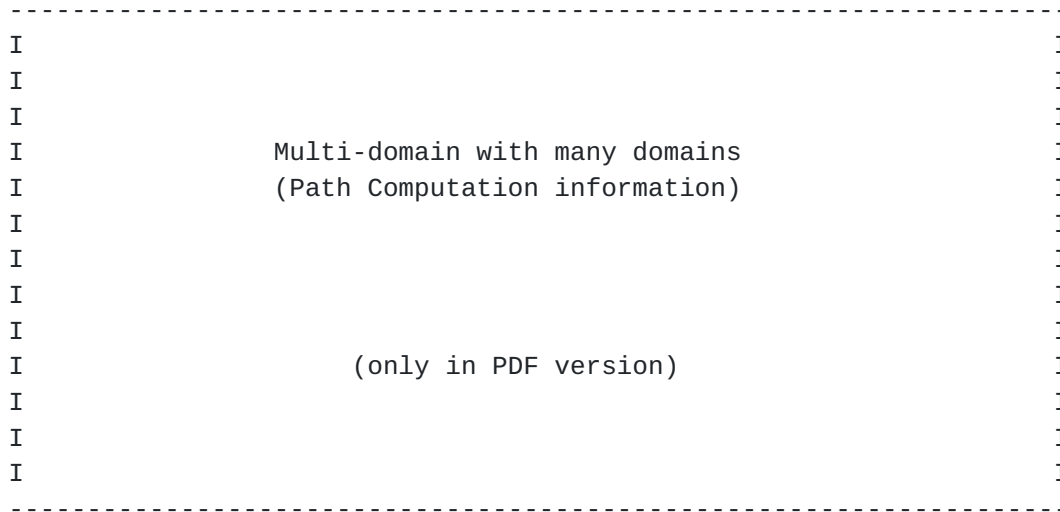 --------------------------------------------------------------------
I                                                                  I
I                                                                  I
I                                                                  I
I                Multi-domain with many domains                    I
I                (Path Computation information)                    I
I                                                                  I
I                                                                  I
I                                                                  I
I                                                                  I
I                     (only in PDF version)                        I
I                                                                  I
I                                                                  I
I                                                                  I
--------------------------------------------------------------------